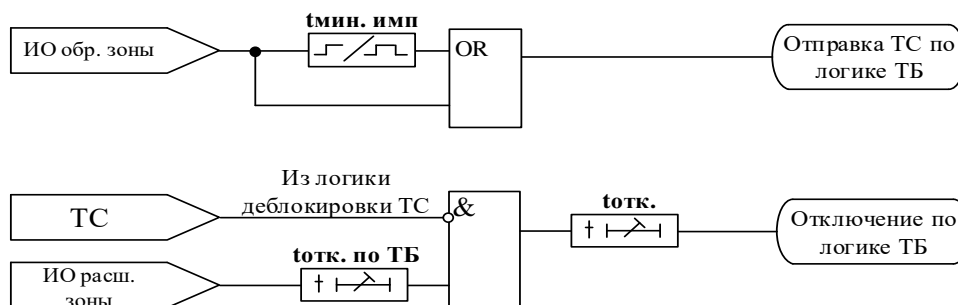 tмин. имп
ИО обр. зоны
OR
Отправка ТС по
логике ТБ
Из логики
деблокировки ТС
ТС
&
tотк.
Отключение по
логике ТБ
tотк. по ТБ
ИО расш.
зоны